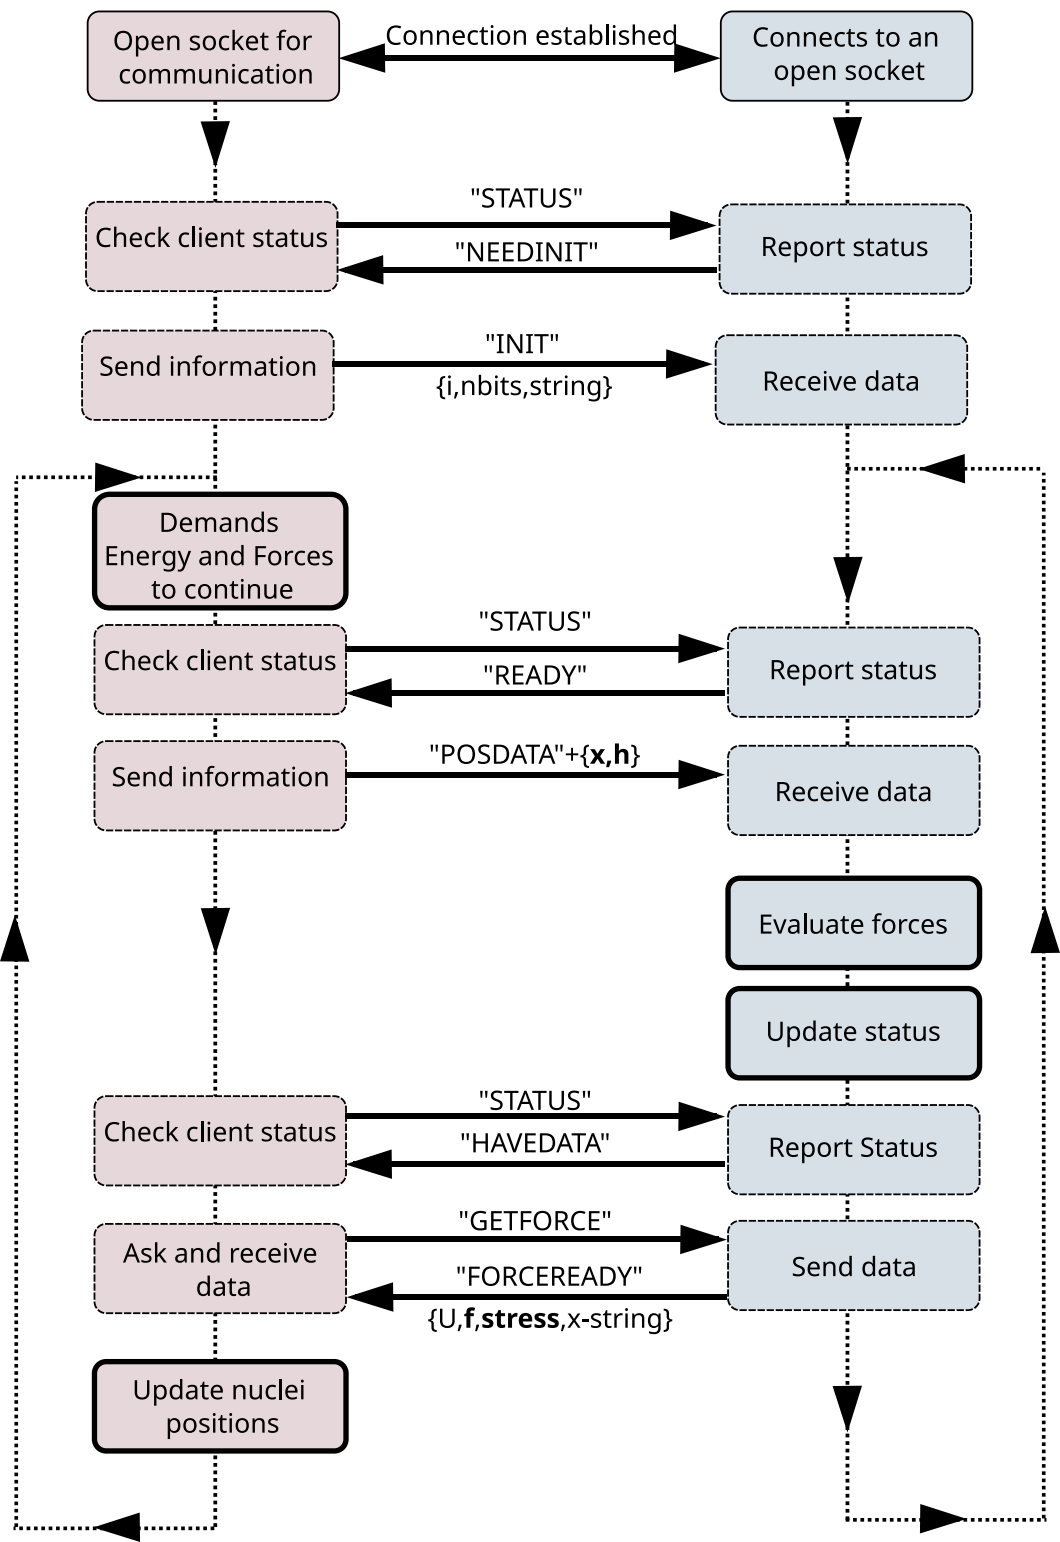 Open socket for
communication
Connection established
Connects to an
open socket
Check client status
"STATUS"
"NEEDINIT"
Report status
Send information
"INIT"
{i,nbits,string}
Receive data
Demands
Energy and Forces
to continue
Check client status
"STATUS"
"READY"
Report status
Send information
"POSDATA"+{x,h}
Receive data
Evaluate forces
Update status
Check client status
"STATUS"
"HAVEDATA"
Report Status
Ask and receive
data
"GETFORCE"
"FORCEREADY"
{U,f,stress,x-string}
Send data
Update nuclei
positions